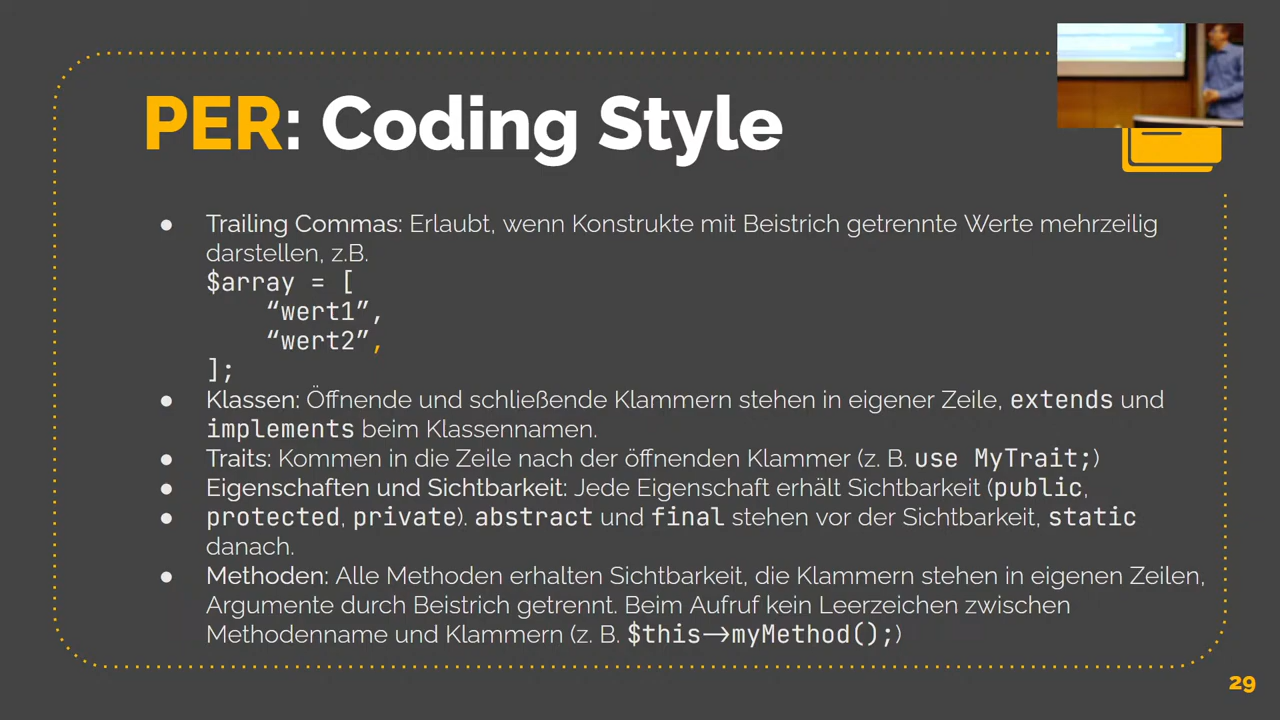 PER: Coding Style
● Trailing Commas: Erlaubt, wenn Konstrukte mit Beistrich getrennte Werte mehrzeilig
darstellen, z.B.
$array = [
“wert1”,
“wert2”,
];
● Klassen: Öffnende und schließende Klammern stehen in eigener Zeile, extends und
implements beim Klassennamen.
● Traits: Kommen in die Zeile nach der öffnenden Klammer (z. B. use MyTrait;)
● Eigenschaften und Sichtbarkeit: Jede Eigenschaft erhält Sichtbarkeit (public,
● protected, private). abstract und final stehen vor der Sichtbarkeit, static
danach.
● Methoden: Alle Methoden erhalten Sichtbarkeit, die Klammern stehen in eigenen Zeilen,
Argumente durch Beistrich getrennt. Beim Aufruf kein Leerzeichen zwischen
Methodenname und Klammern (z. B. $this->myMethod();)
29